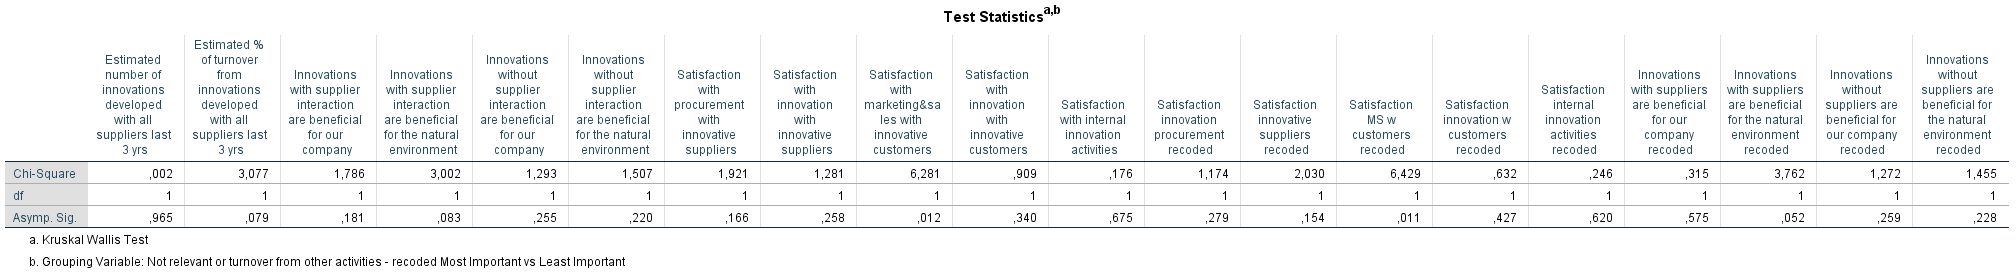 Test Statistics^a,b
Estimated number of innovations developed with all suppliers last 3 yrs
Estimated % of turnover from innovations developed with all suppliers last 3 yrs
Innovations with supplier interaction are beneficial for our company
Innovations with supplier interaction are beneficial for the natural environment
Innovations without supplier interaction are beneficial for our company
Innovations without supplier interaction are beneficial for the natural environment
Satisfaction with procurement with innovative suppliers
Satisfaction with innovation with innovative suppliers
Satisfaction with marketing&sa les with innovative customers
Satisfaction with innovation with innovative customers
Satisfaction with internal innovation activities
Satisfaction innovation procurement recoded
Satisfaction innovative suppliers recoded
Satisfaction MS w customers recoded
Satisfaction innovation w customers recoded
Satisfaction internal innovation activities recoded
Innovations with suppliers are beneficial for our company recoded
Innovations with suppliers are beneficial for the natural environment recoded
Innovations without suppliers are beneficial for our company recoded
Innovations without suppliers are beneficial for the natural environment recoded
Chi-Square ,002 3,077 1,786 3,002 1,293 1,507 1,921 1,281 6,281 ,909 ,176 1,174 2,030 6,429 ,632 ,246 ,315 3,762 1,272 1,455
df 1 1 1 1 1 1 1 1 1 1 1 1 1 1 1 1 1 1 1 1
Asymp. Sig. ,965 ,079 ,181 ,083 ,255 ,220 ,166 ,258 ,012 ,340 ,675 ,279 ,154 ,011 ,427 ,620 ,575 ,052 ,259 ,228
a. Kruskal Wallis Test
b. Grouping Variable: Not relevant or turnover from other activities - recoded Most Important vs Least Important